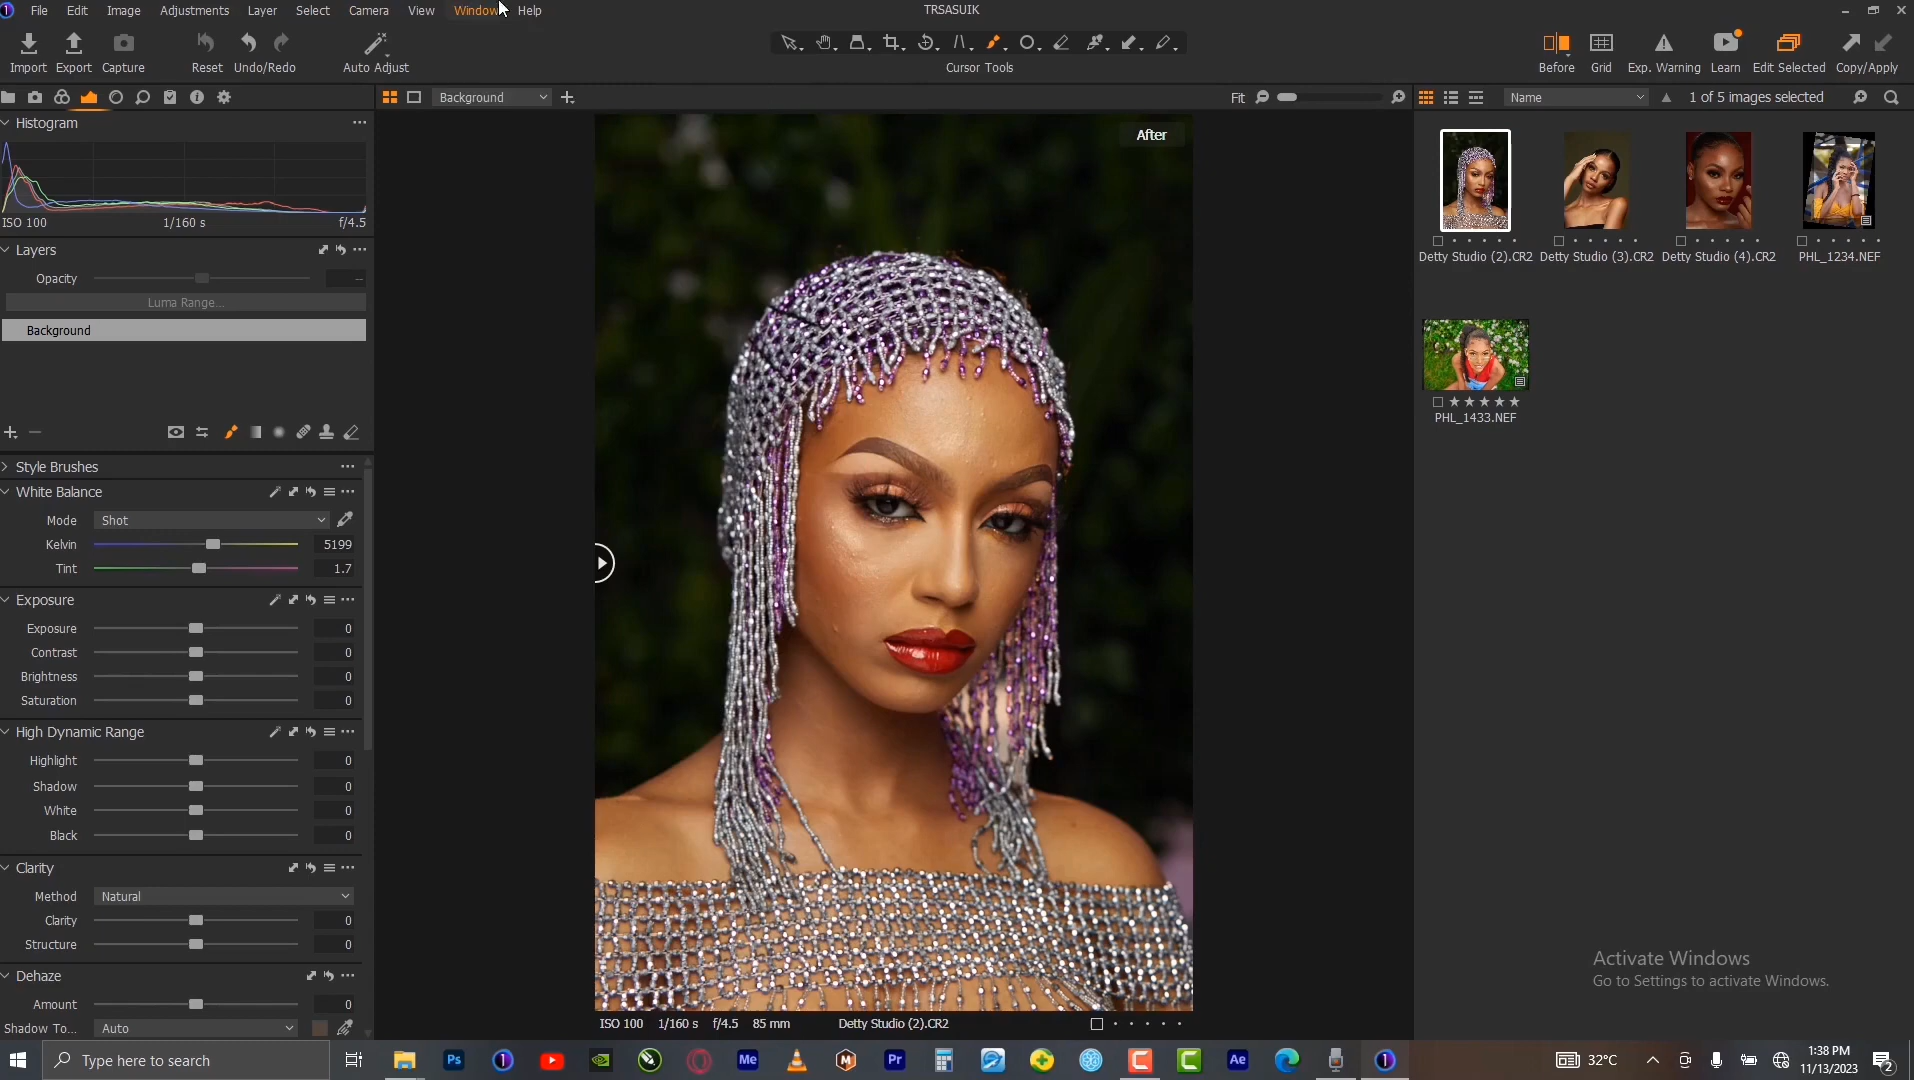 File Edit Image Adjustments Layer Select Camera View Window Help
TRSASUIK
Import Export Capture Reset Undo/Redo Auto Adjust
Cursor Tools
Before Grid Exp. Warning Learn Edit Selected Copy/Apply
Background
Fit
Name
1 of 5 images selected
Histogram
ISO 100 1/160 s f/4.5
Layers
Opacity --
Luma Range...
Background
Style Brushes
White Balance
Mode Shot
Kelvin 5199
Tint 1.7
Exposure
Exposure 0
Contrast 0
Brightness 0
Saturation 0
High Dynamic Range
Highlight 0
Shadow 0
White 0
Black 0
Clarity
Method Natural
Clarity 0
Structure 0
Dehaze
Amount 0
Shadow To... Auto
After
ISO 100 1/160 s f/4.5 85 mm Detty Studio (2).CR2
Detty Studio (2).CR2 Detty Studio (3).CR2 Detty Studio (4).CR2 PHL_1234.NEF
PHL_1433.NEF
Activate Windows
Go to Settings to activate Windows.
Type here to search
Ps
Me
Pr
Ae
32°C
1:38 PM
11/13/2023
2